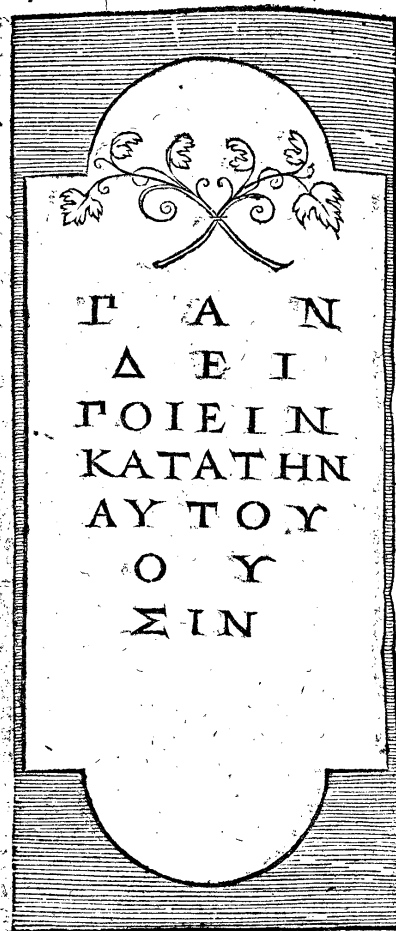 Γ Α Ν
Δ Ε Ι
ΓΟΙΕΙΝ
ΚΑΤΑΤΗΝ
ΑΥΤΟΥ
Ο Υ
ΣΙΝ